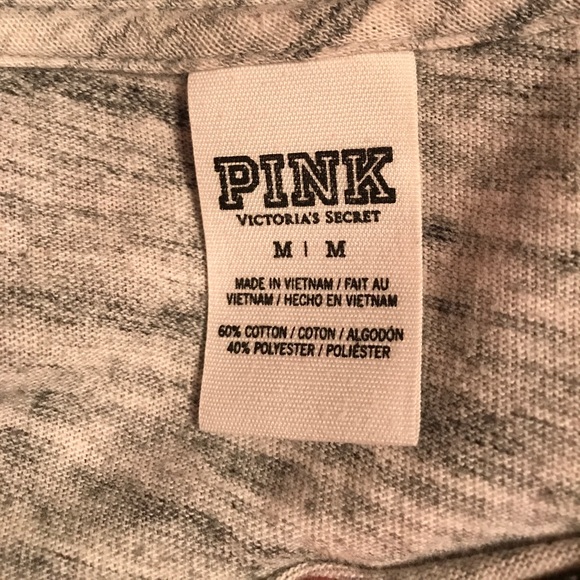 PINK
VICTORIA'S SECRET
M | M
MADE IN VIETNAM / FAIT AU
VIETNAM / HECHO EN VIETNAM
60% COTTON / COTON / ALGODÓN
40% POLYESTER / POLIÉSTER